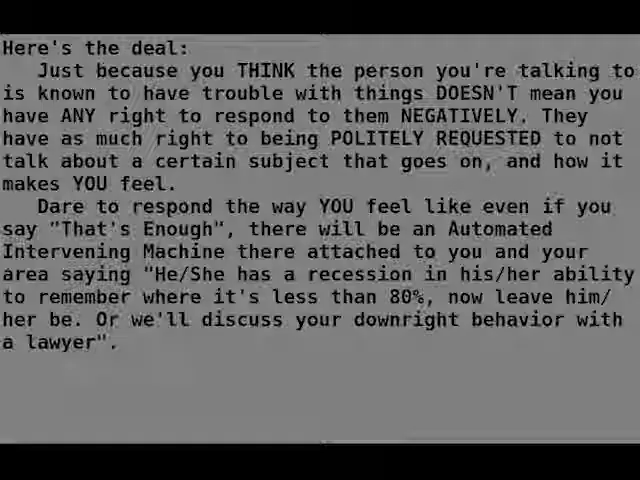 Here's the deal:
Just because you THINK the person you're talking to
is known to have trouble with things DOESN'T mean you
have ANY right to respond to them NEGATIVELY. They
have as much right to being POLITELY REQUESTED to not
talk about a certain subject that goes on, and how it
makes YOU feel.
Dare to respond the way YOU feel like even if you
say "That's Enough", there will be an Automated
Intervening Machine there attached to you and your
area saying "He/She has a recession in his/her ability
to remember where it's less than 80%, now leave him/
her be. Or we'll discuss your downright behavior with
a lawyer".